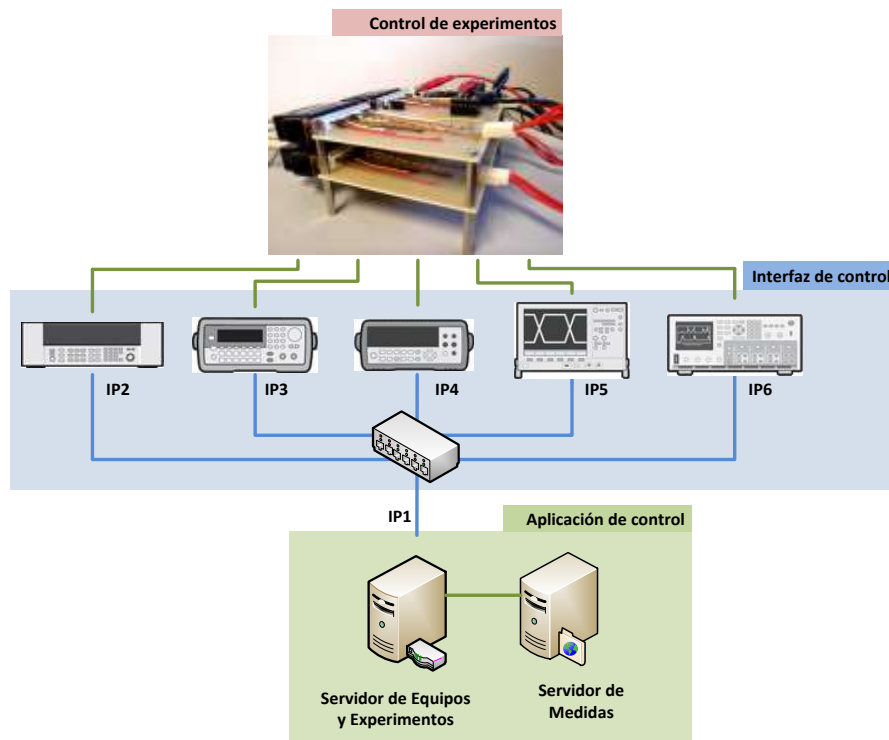 Control de experimentos
Interfaz de control
IP2
IP3
IP4
IP5
IP6
IP1
Aplicación de control
Servidor de Equipos
y Experimentos
Servidor de
Medidas